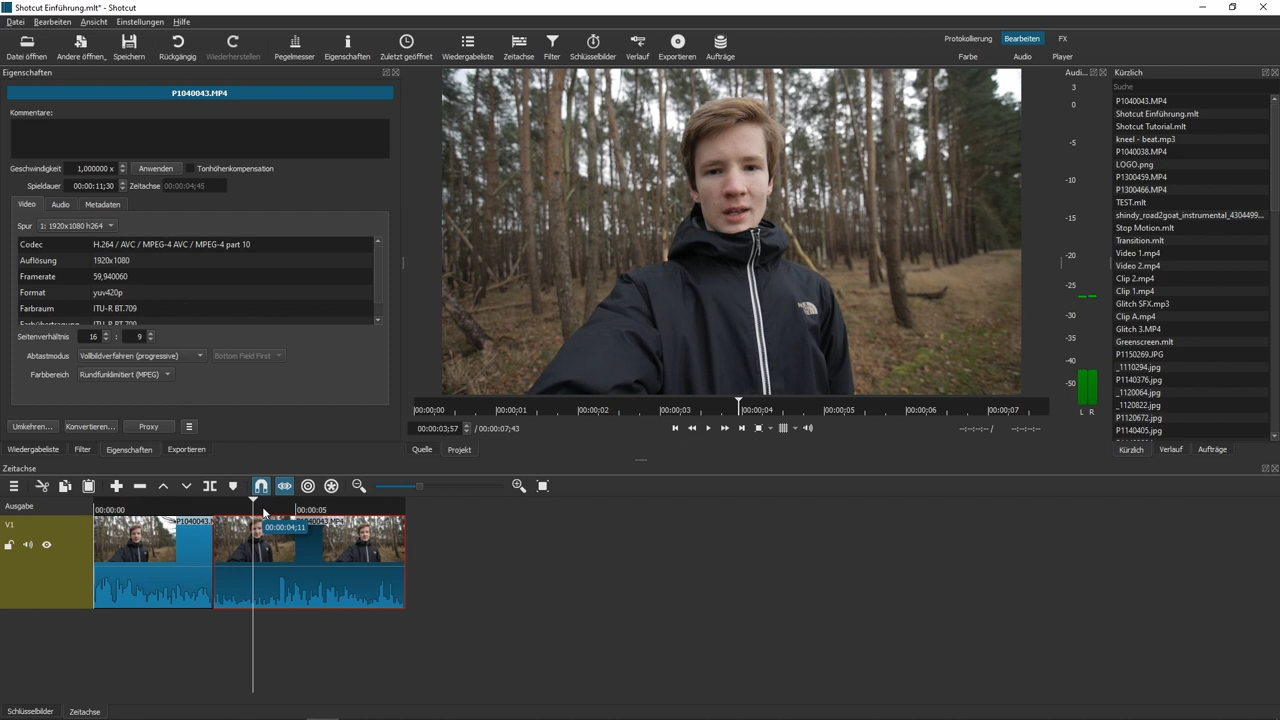 Shotcut Einführung.mlt* - Shotcut
Datei Bearbeiten Ansicht Einstellungen Hilfe
Datei öffnen Andere öffnen.. Speichern Rückgängig Wiederherstellen Pegelmesser Eigenschaften Zuletzt geöffnet Wiedergabeliste Zeitachse Filter Schlüsselbilder Verlauf Exportieren Aufträge
Protokollierung Bearbeiten FX
Farbe Audio Player
Eigenschaften
P1040043.MP4
Kommentare:
Geschwindigkeit 1,000000 x Anwenden Tonhöhenkompensation
Spieldauer 00:00:11;30 Zeitachse 00:00:04;45
Video Audio Metadaten
Spur 1: 1920x1080 h264
Codec H.264 / AVC / MPEG-4 AVC / MPEG-4 part 10
Auflösung 1920x1080
Framerate 59,940060
Format yuv420p
Farbraum ITU-R BT.709
Farbübertragung ITU-R BT.709
Seitenverhältnis 16 : 9
Abtastmodus Vollbildverfahren (progressive) Bottom Field First
Farbbereich Rundfunklimitiert (MPEG)
Umkehren... Konvertieren... Proxy
Wiedergabeliste Filter Eigenschaften Exportieren
00:00:00 00:00:01 00:00:02 00:00:03 00:00:04 00:00:05 00:00:06 00:00:07
00:00:03;57 / 00:00:07;43 --:--:--;-- / --:--:--;--
Quelle Projekt
Audi...
3
0
-5
-10
-15
-20
-25
-30
-35
-40
-50
L R
Kürzlich
Suche
P1040043.MP4
Shotcut Einführung.mlt
Shotcut Tutorial.mlt
kneel - beat.mp3
P1040038.MP4
LOGO.png
P1300459.MP4
P1300466.MP4
TEST.mlt
shindy_road2goat_instrumental_4304499...
Stop Motion.mlt
Transition.mlt
Video 1.mp4
Video 2.mp4
Clip 2.mp4
Clip 1.mp4
Glitch SFX.mp3
Clip A.mp4
Glitch 3.MP4
Greenscreen.mlt
P1150269.JPG
_1110294.jpg
P1140376.jpg
_1120064.jpg
_1120822.jpg
P1120672.jpg
P1140405.jpg
Kürzlich Verlauf Aufträge
Zeitachse
Ausgabe
00:00:00 00:00:05
V1
P1040043.M
040043.MP4
00:00:04;11
Schlüsselbilder Zeitachse